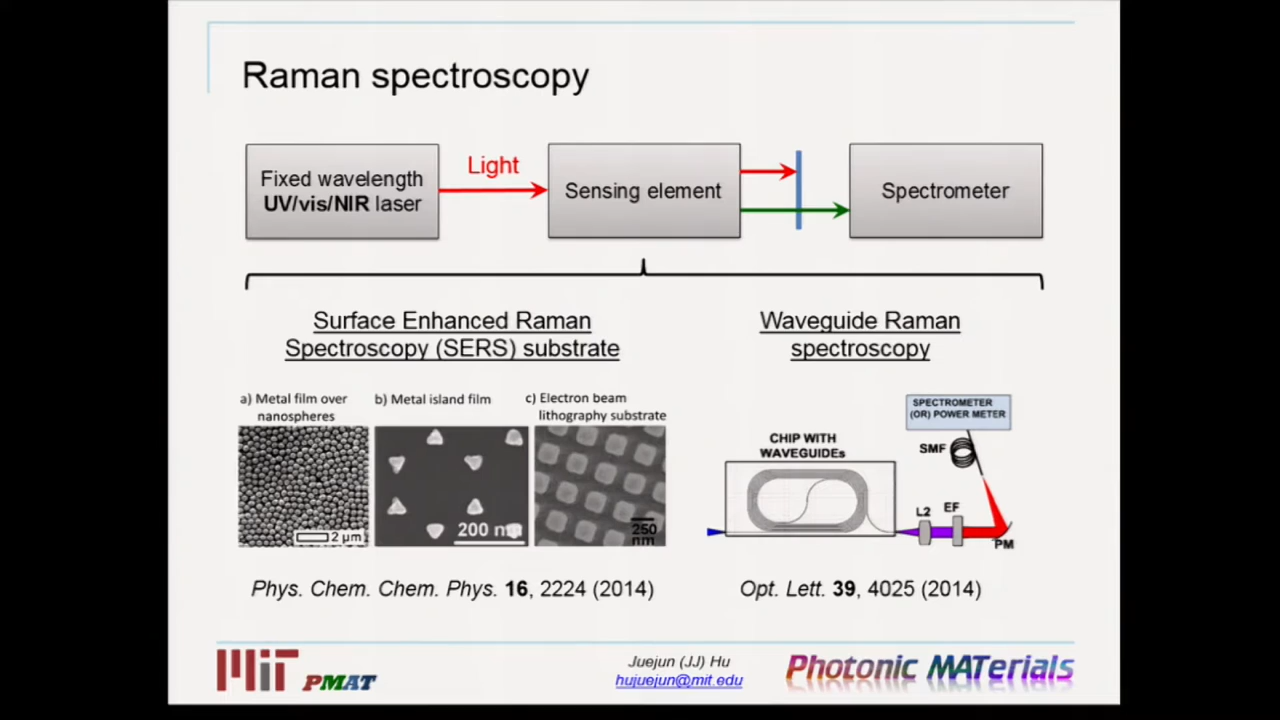 Raman spectroscopy
Fixed wavelength
UV/vis/NIR laser
Light
Sensing element
Spectrometer
Surface Enhanced Raman
Spectroscopy (SERS) substrate
Waveguide Raman
spectroscopy
a) Metal film over
nanospheres
b) Metal island film
c) Electron beam
lithography substrate
2 µm
200 nm
250
nm
SPECTROMETER
(OR) POWER METER
SMF
CHIP WITH
WAVEGUIDEs
L2
EF
PM
Phys. Chem. Chem. Phys. 16, 2224 (2014)
Opt. Lett. 39, 4025 (2014)
MIT PMAT
Juejun (JJ) Hu
hujuejun@mit.edu
Photonic MATerials